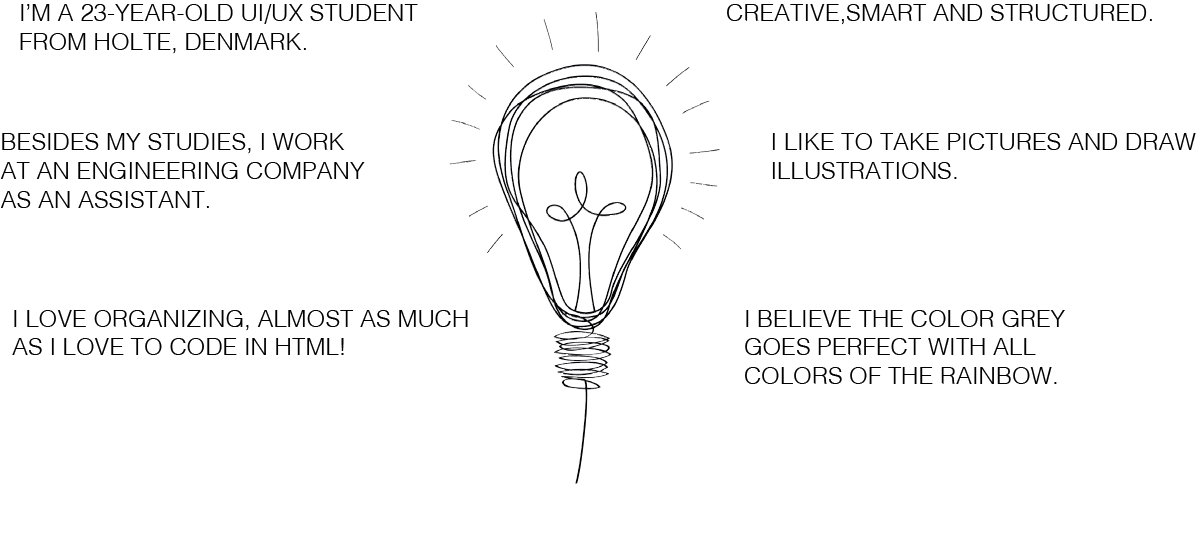 I'M A 23-YEAR-OLD UI/UX STUDENT
FROM HOLTE, DENMARK.
BESIDES MY STUDIES, I WORK
AT AN ENGINEERING COMPANY
AS AN ASSISTANT.
I LOVE ORGANIZING, ALMOST AS MUCH
AS I LOVE TO CODE IN HTML!
CREATIVE,SMART AND STRUCTURED.
I LIKE TO TAKE PICTURES AND DRAW
ILLUSTRATIONS.
I BELIEVE THE COLOR GREY
GOES PERFECT WITH ALL
COLORS OF THE RAINBOW.